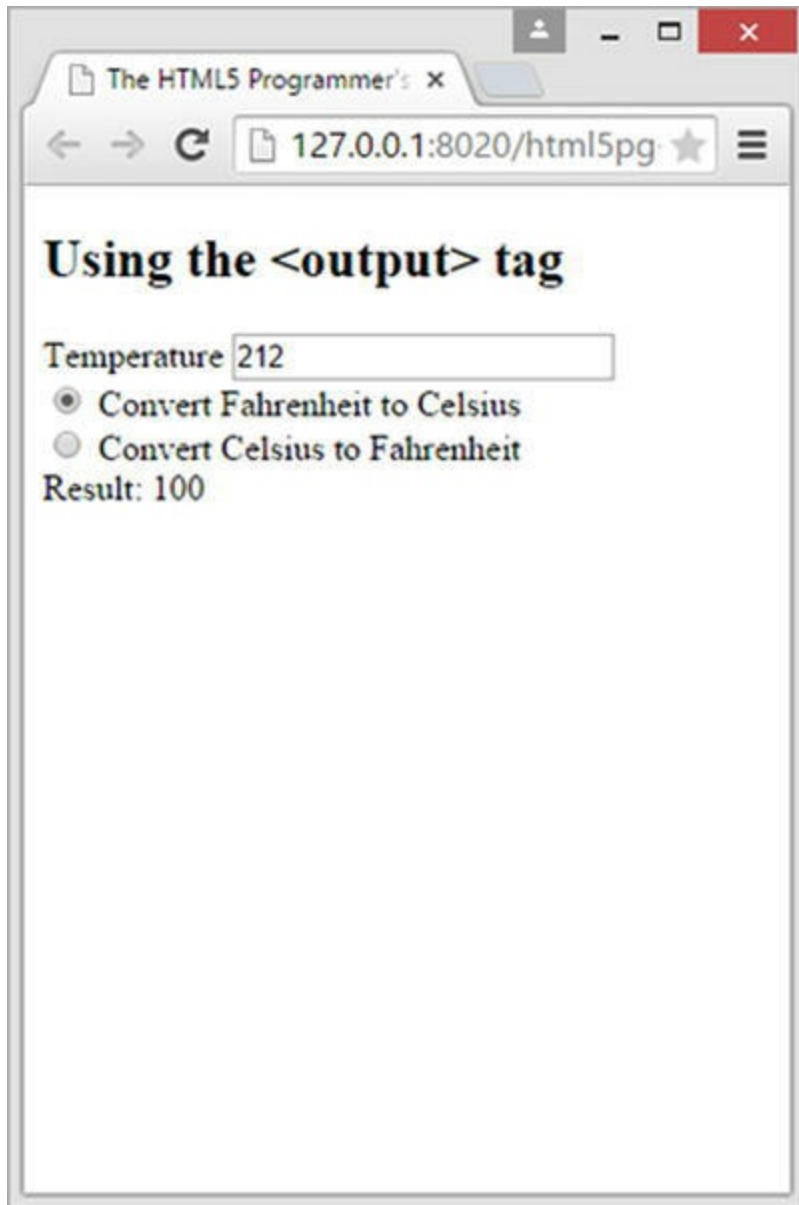 The HTML5 Programmer's
127.0.0.1:8020/html5pg
Using the <output> tag
Temperature 212
Convert Fahrenheit to Celsius
Convert Celsius to Fahrenheit
Result: 100